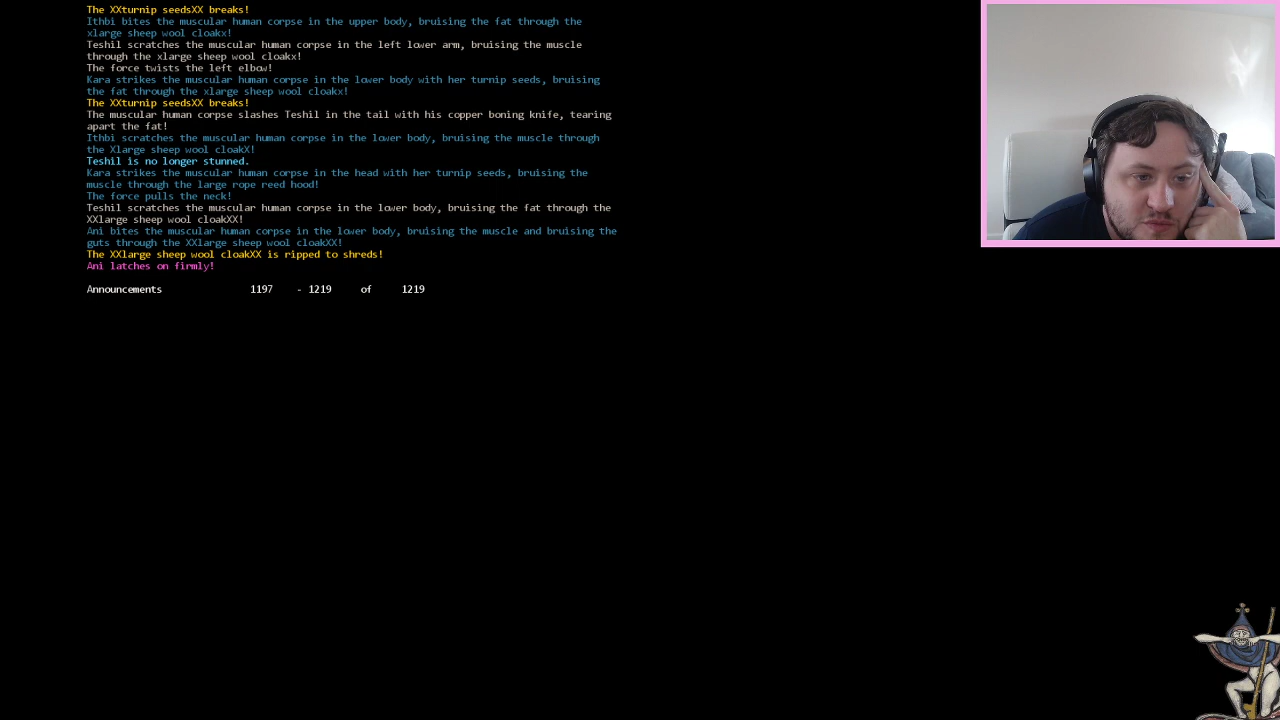 The XXturnip seedsXX breaks!
Ithbi bites the muscular human corpse in the upper body, bruising the fat through the
xlarge sheep wool cloakx!
Teshil scratches the muscular human corpse in the left lower arm, bruising the muscle
through the xlarge sheep wool cloakx!
The force twists the left elbow!
Kara strikes the muscular human corpse in the lower body with her turnip seeds, bruising
the fat through the xlarge sheep wool cloakx!
The XXturnip seedsXX breaks!
The muscular human corpse slashes Teshil in the tail with his copper boning knife, tearing
apart the fat!
Ithbi scratches the muscular human corpse in the lower body, bruising the muscle through
the Xlarge sheep wool cloakX!
Teshil is no longer stunned.
Kara strikes the muscular human corpse in the head with her turnip seeds, bruising the
muscle through the large rope reed hood!
The force pulls the neck!
Teshil scratches the muscular human corpse in the lower body, bruising the fat through the
XXlarge sheep wool cloakXX!
Ani bites the muscular human corpse in the lower body, bruising the muscle and bruising the
guts through the XXlarge sheep wool cloakXX!
The XXlarge sheep wool cloakXX is ripped to shreds!
Ani latches on firmly!
Announcements 1197 - 1219 of 1219